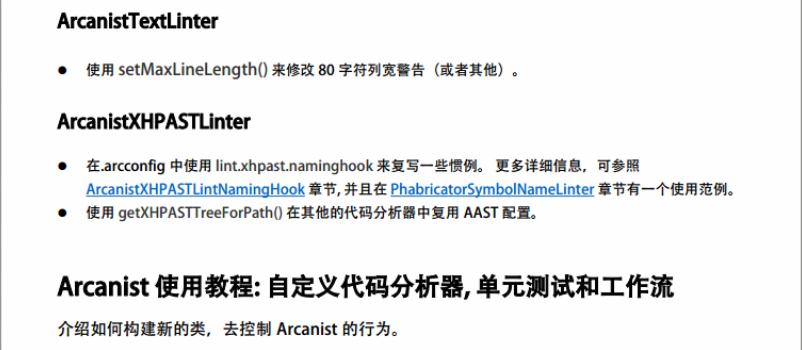 ArcanistTextLinter
● 使用 setMaxLineLength() 来修改 80 字符列宽警告（或者其他）。
ArcanistXHPASTLinter
● 在.arcconfig 中使用 lint.xhpast.naminghook 来复写一些惯例。 更多详细信息，可参照
ArcanistXHPASTLintNamingHook 章节, 并且在 PhabricatorSymbolNameLinter 章节有一个使用范例。
● 使用 getXHPASTTreeForPath() 在其他的代码分析器中复用 AAST 配置。
Arcanist 使用教程: 自定义代码分析器, 单元测试和工作流
介绍如何构建新的类，去控制 Arcanist 的行为。